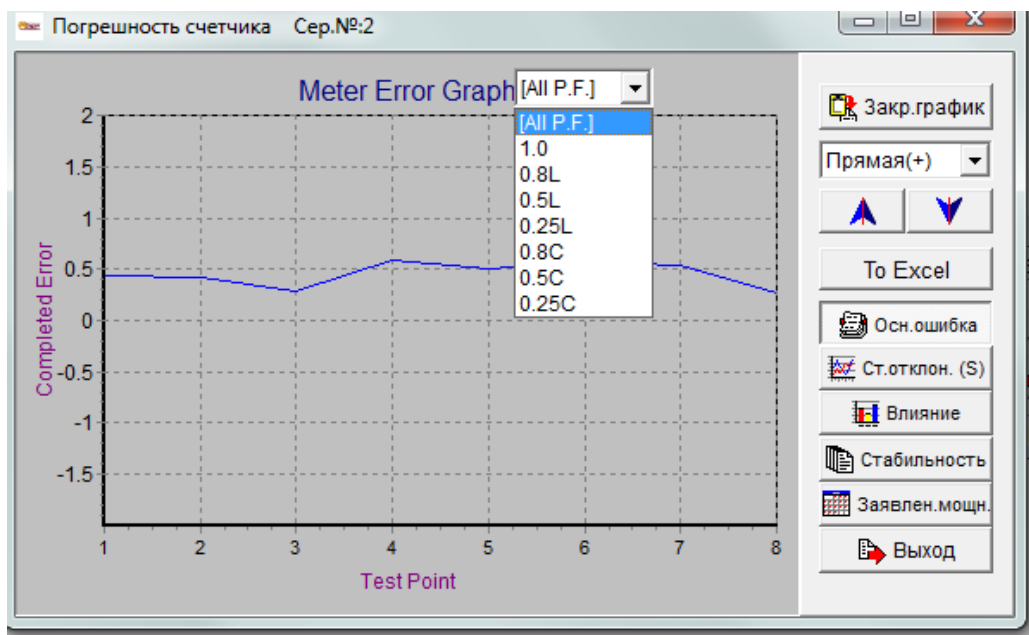 Погрешность счетчика Сер.№:2
Meter Error Graph
[All P.F.]
[All P.F.]
1.0
0.8L
0.5L
0.25L
0.8C
0.5C
0.25C
2
1.5
1
0.5
0
-0.5
-1
-1.5
Completed Error
1 2 3 4 5 6 7 8
Test Point
Закр.график
Прямая(+)
To Excel
Осн.ошибка
Ст.отклон. (S)
Влияние
Стабильность
Заявлен.мощн.
Выход